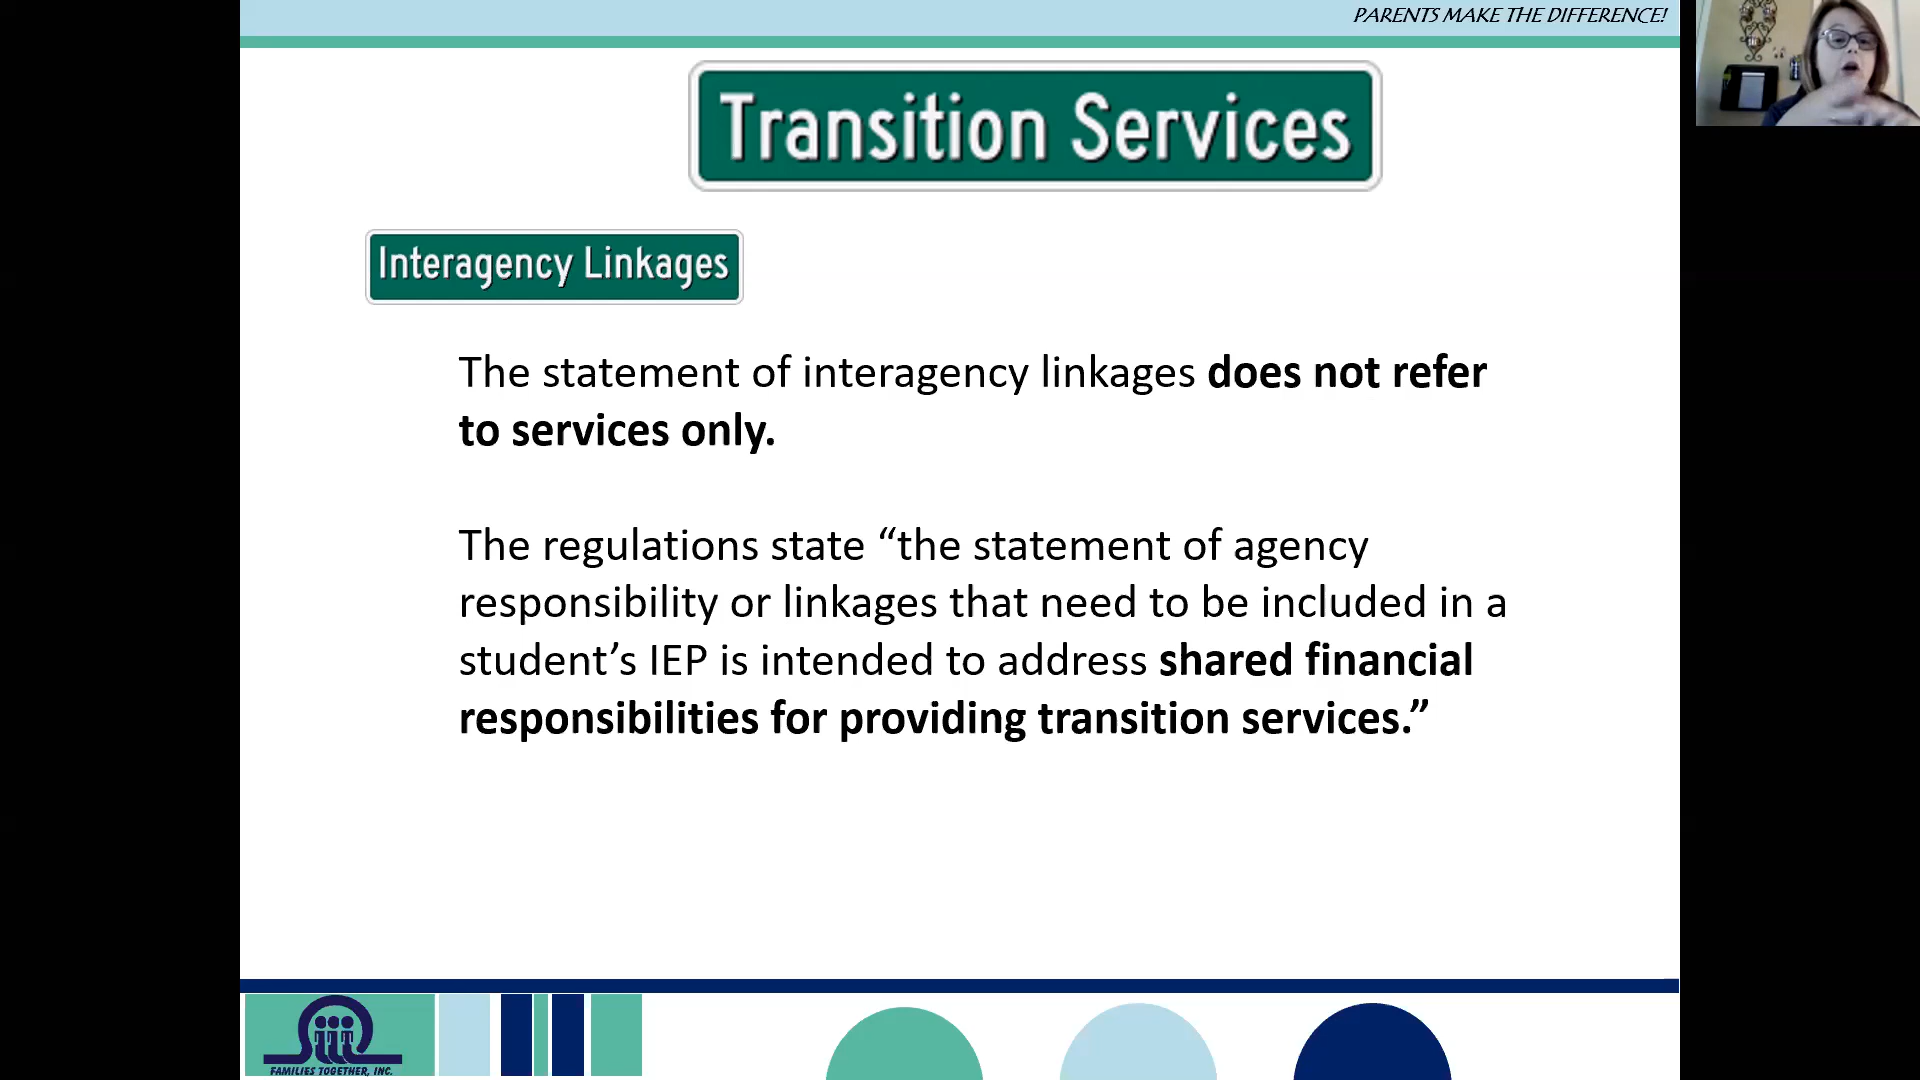 PARENTS MAKE THE DIFFERENCE!
Transition Services
Interagency Linkages
The statement of interagency linkages does not refer
to services only.
The regulations state “the statement of agency
responsibility or linkages that need to be included in a
student’s IEP is intended to address shared financial
responsibilities for providing transition services.”
FAMILIES TOGETHER, INC.